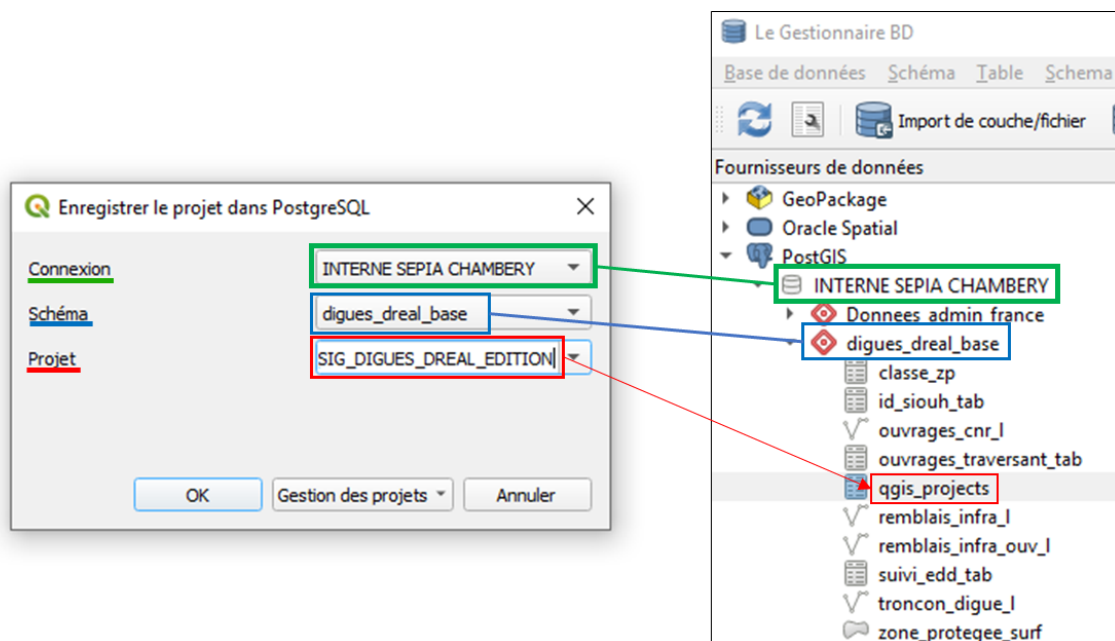 Enregistrer le projet dans PostgreSQL
Connexion
INTERNE SEPIA CHAMBERY
Schéma
digues_dreal_base
Projet
SIG_DIGUES_DREAL_EDITION
OK
Gestion des projets
Annuler
Le Gestionnaire BD
Base de données Schéma Table Schema
Import de couche/fichier
Fournisseurs de données
GeoPackage
Oracle Spatial
PostGIS
INTERNE SEPIA CHAMBERY
Donnees_admin_france
digues_dreal_base
classe_zp
id_siouh_tab
ouvrages_cnr_l
ouvrages_traversant_tab
qgis_projects
remblais_infra_l
remblais_infra_ouv_l
suivi_edd_tab
troncon_digue_l
zone_protegee_surf